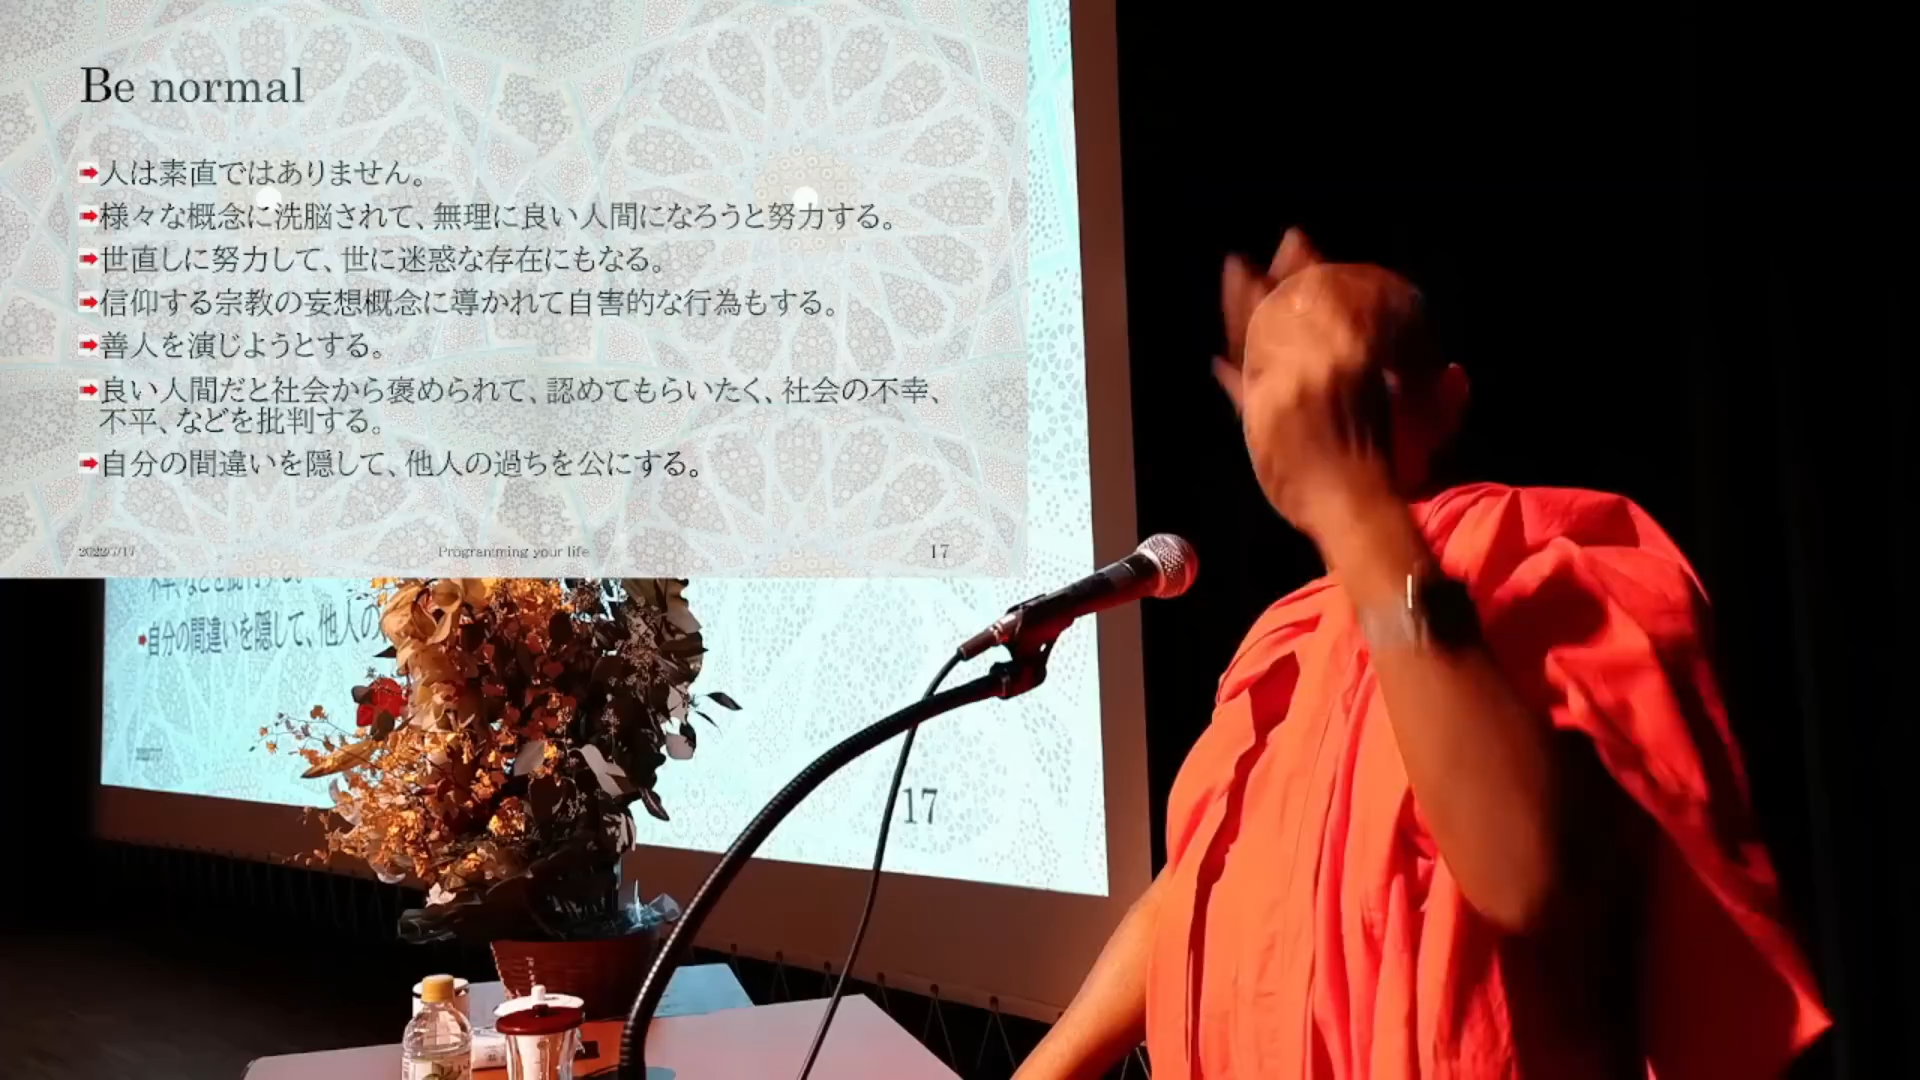 Be normal
人は素直ではありません。
様々な概念に洗脳されて、無理に良い人間になろうと努力する。
世直しに努力して、世に迷惑な存在にもなる。
信仰する宗教の妄想概念に導かれて自害的な行為もする。
善人を演じようとする。
良い人間だと社会から褒められて、認めてもらいたく、社会の不幸、
不平、などを批判する。
自分の間違いを隠して、他人の過ちを公にする。
2022/7/17
Programming your life
17
自分の間違いを隠して、他人の
17